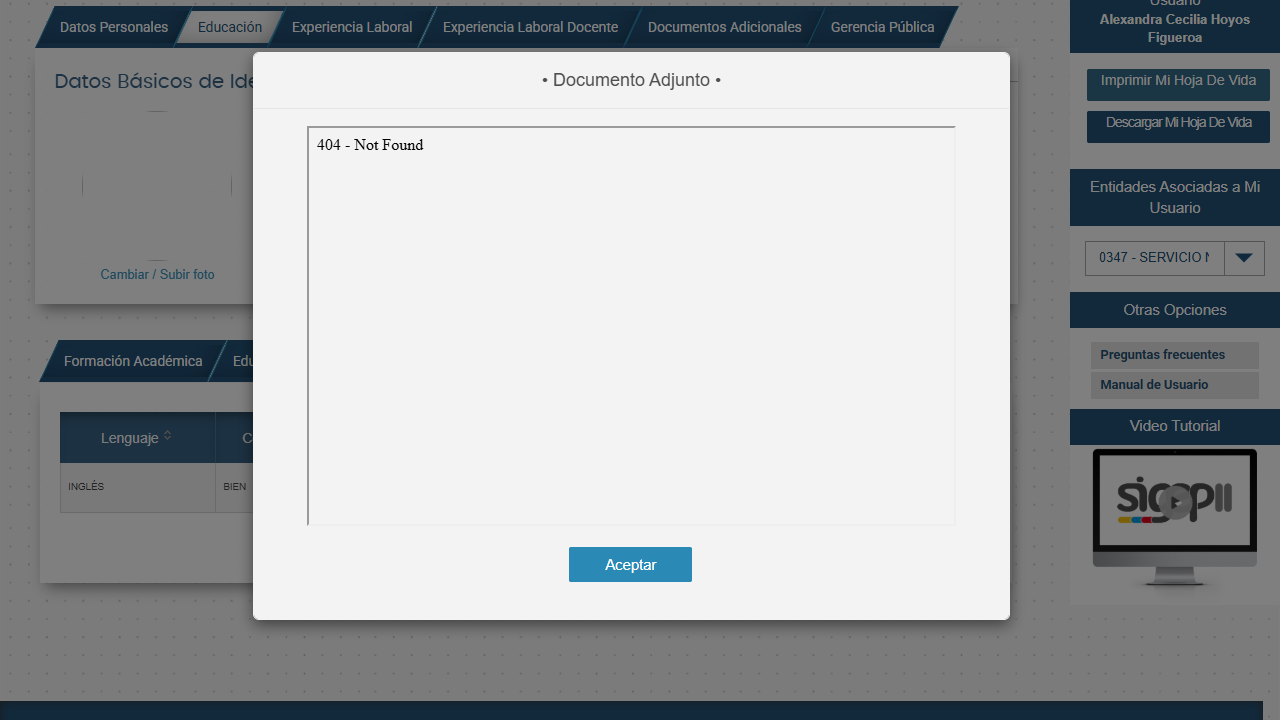 Datos Personales
Educación
Experiencia Laboral
Experiencia Laboral Docente
Documentos Adicionales
Gerencia Pública
Usuario
Alexandra Cecilia Hoyos
Figueroa
Datos Básicos de Ide
• Documento Adjunto •
Imprimir Mi Hoja De Vida
Descargar Mi Hoja De Vida
404 - Not Found
Entidades Asociadas a Mi
Usuario
0347 - SERVICIO N
Cambiar / Subir foto
Otras Opciones
Preguntas frecuentes
Manual de Usuario
Formación Académica
Edu
Video Tutorial
Lenguaje
C
INGLÉS
BIEN
sigep II
Aceptar